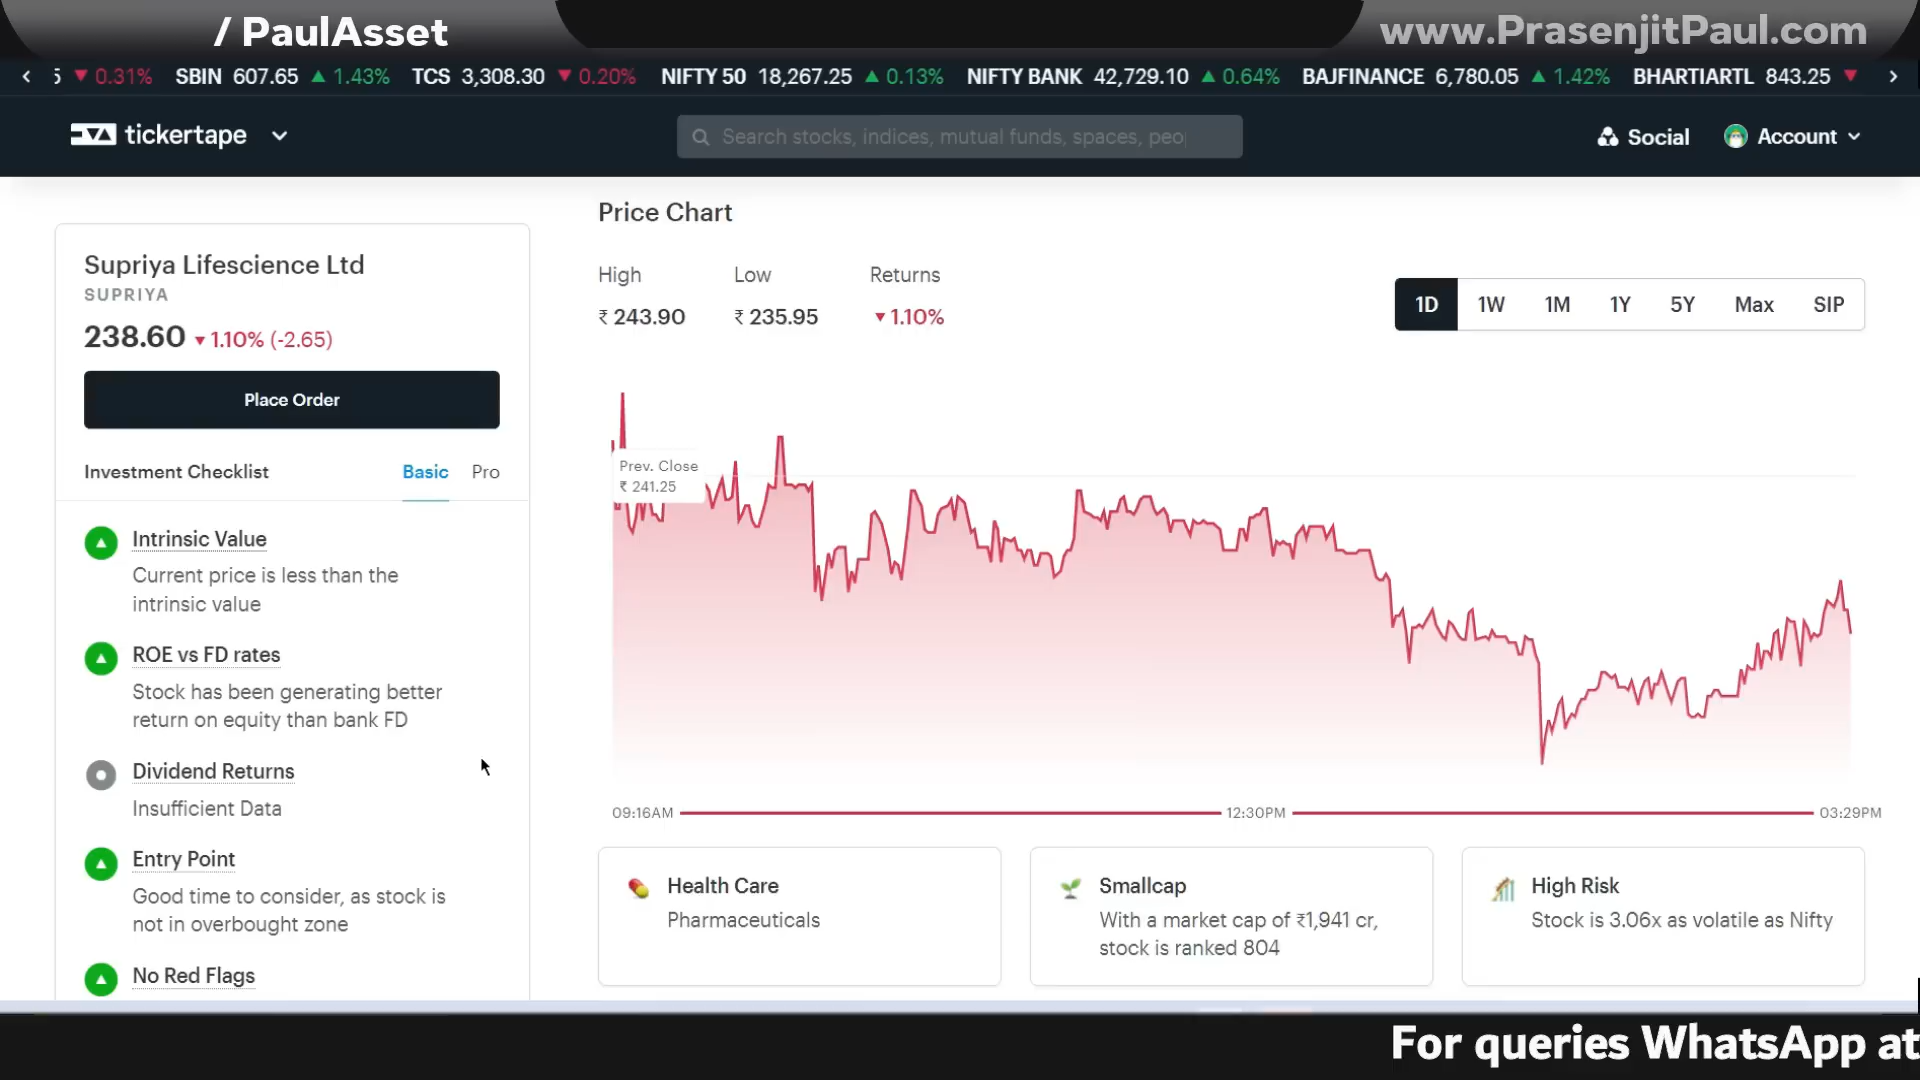 / PaulAsset
www.PrasenjitPaul.com
5 ▼ 0.31% SBIN 607.65 ▲ 1.43% TCS 3,308.30 ▼ 0.20% NIFTY 50 18,267.25 ▲ 0.13% NIFTY BANK 42,729.10 ▲ 0.64% BAJFINANCE 6,780.05 ▲ 1.42% BHARTIARTL 843.25 ▼
tickertape
Search stocks, indices, mutual funds, spaces, peo
Social
Account
Supriya Lifescience Ltd
SUPRIYA
238.60 ▼ 1.10% (-2.65)
Place Order
Investment Checklist
Basic Pro
Intrinsic Value
Current price is less than the
intrinsic value
ROE vs FD rates
Stock has been generating better
return on equity than bank FD
Dividend Returns
Insufficient Data
Entry Point
Good time to consider, as stock is
not in overbought zone
No Red Flags
Price Chart
High Low Returns
₹ 243.90 ₹ 235.95 ▼ 1.10%
1D 1W 1M 1Y 5Y Max SIP
Prev. Close
₹ 241.25
09:16AM 12:30PM 03:29PM
Health Care
Pharmaceuticals
Smallcap
With a market cap of ₹1,941 cr,
stock is ranked 804
High Risk
Stock is 3.06x as volatile as Nifty
For queries WhatsApp at